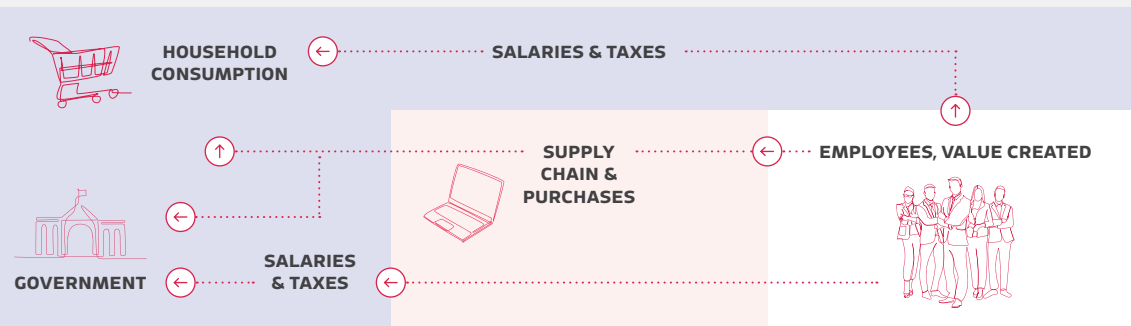 HOUSEHOLD
CONSUMPTION
SALARIES & TAXES
SUPPLY
CHAIN &
PURCHASES
EMPLOYEES, VALUE CREATED
GOVERNMENT
SALARIES
& TAXES